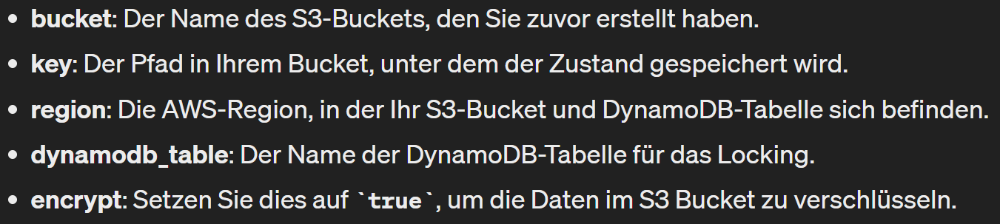 • bucket: Der Name des S3-Buckets, den Sie zuvor erstellt haben.
• key: Der Pfad in Ihrem Bucket, unter dem der Zustand gespeichert wird.
• region: Die AWS-Region, in der Ihr S3-Bucket und DynamoDB-Tabelle sich befinden.
• dynamodb_table: Der Name der DynamoDB-Tabelle für das Locking.
• encrypt: Setzen Sie dies auf `true`, um die Daten im S3 Bucket zu verschlüsseln.